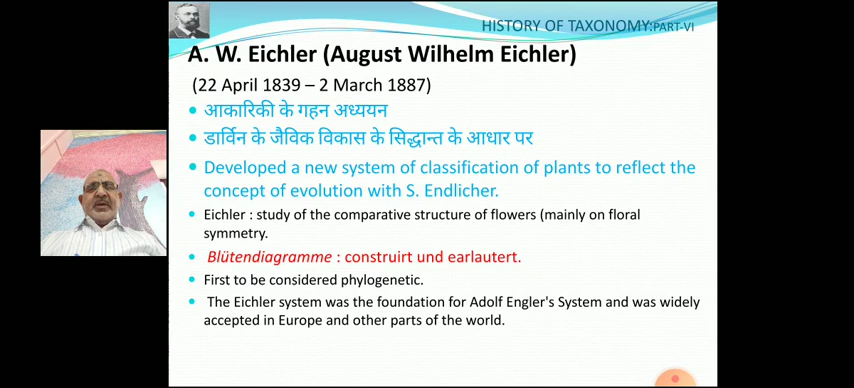 HISTORY OF TAXONOMY:PART-VI
A. W. Eichler (August Wilhelm Eichler)
(22 April 1839 – 2 March 1887)
• आकारिकी के गहन अध्ययन
• डार्विन के जैविक विकास के सिद्धान्त के आधार पर
• Developed a new system of classification of plants to reflect the
concept of evolution with S. Endlicher.
• Eichler : study of the comparative structure of flowers (mainly on floral
symmetry.
• Blütendiagramme : construirt und earlautert.
• First to be considered phylogenetic.
• The Eichler system was the foundation for Adolf Engler's System and was widely
accepted in Europe and other parts of the world.